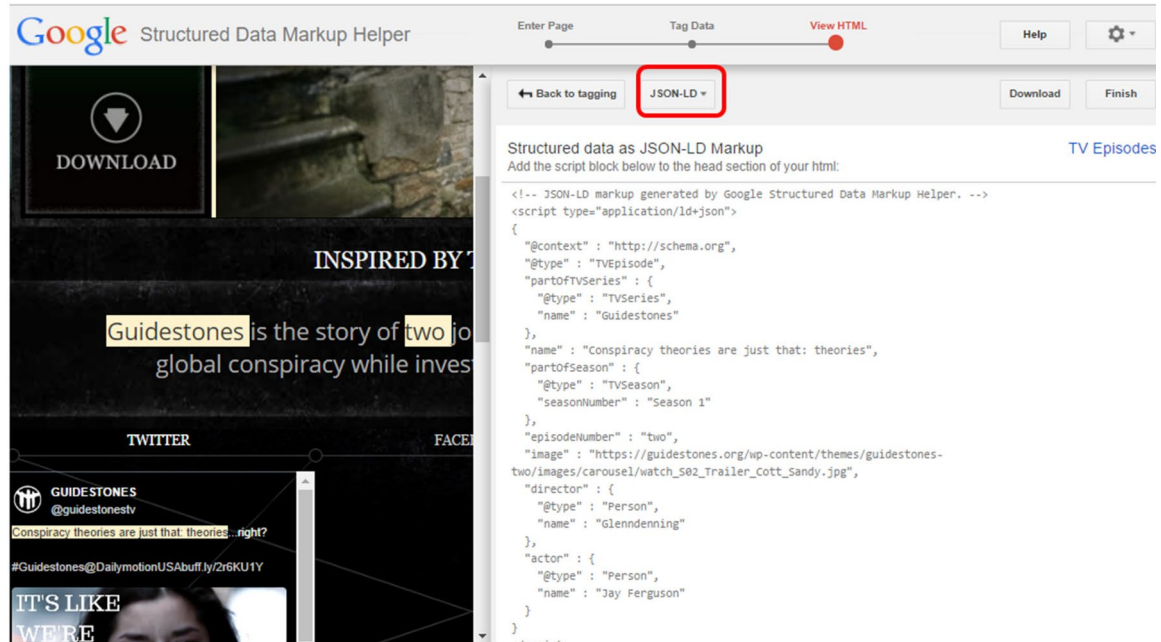 Google Structured Data Markup Helper
Enter Page
Tag Data
View HTML
Help
Back to tagging
JSON-LD
Download
Finish
DOWNLOAD
INSPIRED BY
Guidestones is the story of two jo
global conspiracy while inves
TWITTER
FACE
GUIDESTONES
@guidestonestv
Conspiracy theories are just that: theories...right?
#Guidestones@DailymotionUSAbuff.ly/2r6KU1Y
IT'S LIKE
WE'RE
Structured data as JSON-LD Markup
TV Episodes
Add the script block below to the head section of your html:
<!-- JSON-LD markup generated by Google Structured Data Markup Helper. -->
<script type="application/ld+json">
{
"@context" : "http://schema.org",
"@type" : "TVEpisode",
"partOfTVSeries" : {
"@type" : "TVSeries",
"name" : "Guidestones"
},
"name" : "Conspiracy theories are just that: theories",
"partOfSeason" : {
"@type" : "TVSeason",
"seasonNumber" : "Season 1"
},
"episodeNumber" : "two",
"image" : "https://guidestones.org/wp-content/themes/guidestones-
two/images/carousel/watch_S02_Trailer_Cott_Sandy.jpg",
"director" : {
"@type" : "Person",
"name" : "Glenndenning"
},
"actor" : {
"@type" : "Person",
"name" : "Jay Ferguson"
}
}